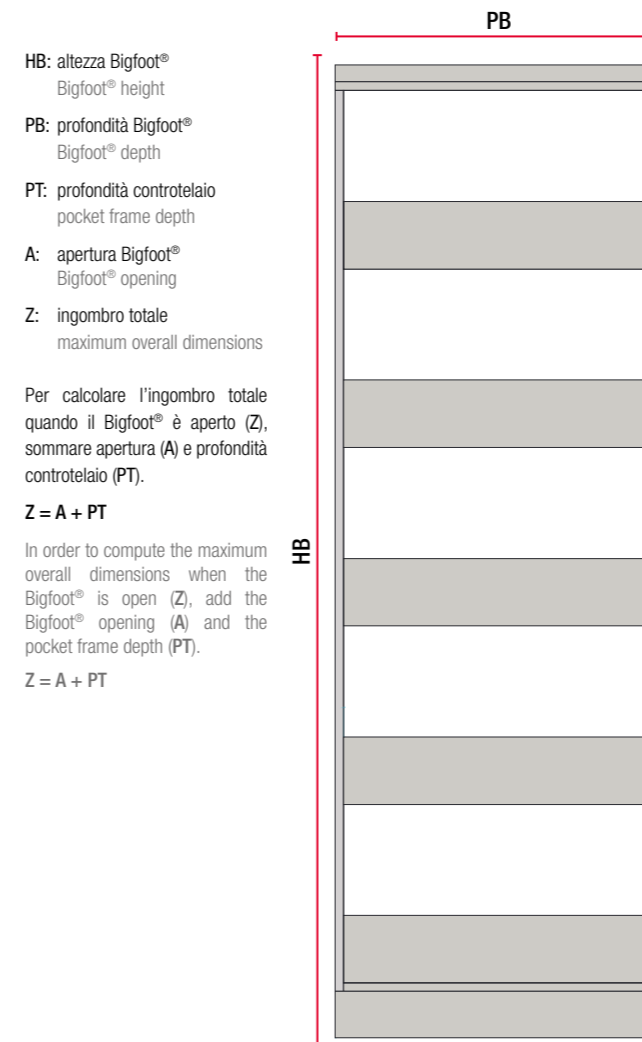 PB
HB: altezza Bigfoot®
Bigfoot® height
PB: profondità Bigfoot®
Bigfoot® depth
PT: profondità controtelaio
pocket frame depth
A: apertura Bigfoot®
Bigfoot® opening
Z: ingombro totale
maximum overall dimensions
Per calcolare l'ingombro totale
quando il Bigfoot® è aperto (Z),
sommare apertura (A) e profondità
controtelaio (PT).
Z = A + PT
In order to compute the maximum
overall dimensions when the
Bigfoot® is open (Z), add the
Bigfoot® opening (A) and the
pocket frame depth (PT).
Z = A + PT
HB